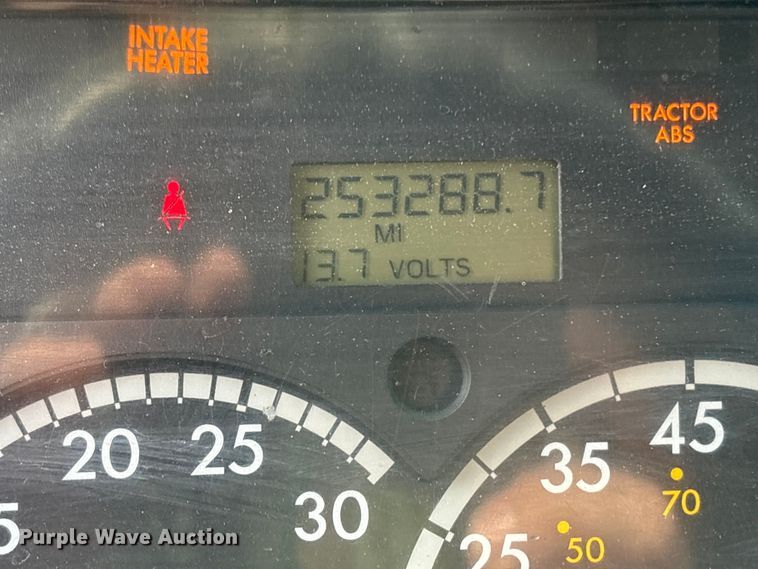 INTAKE
HEATER
TRACTOR
ABS
253288.7
MI
13.7 VOLTS
20
25
30
5
25
35
45
50
70
Purple Wave Auction